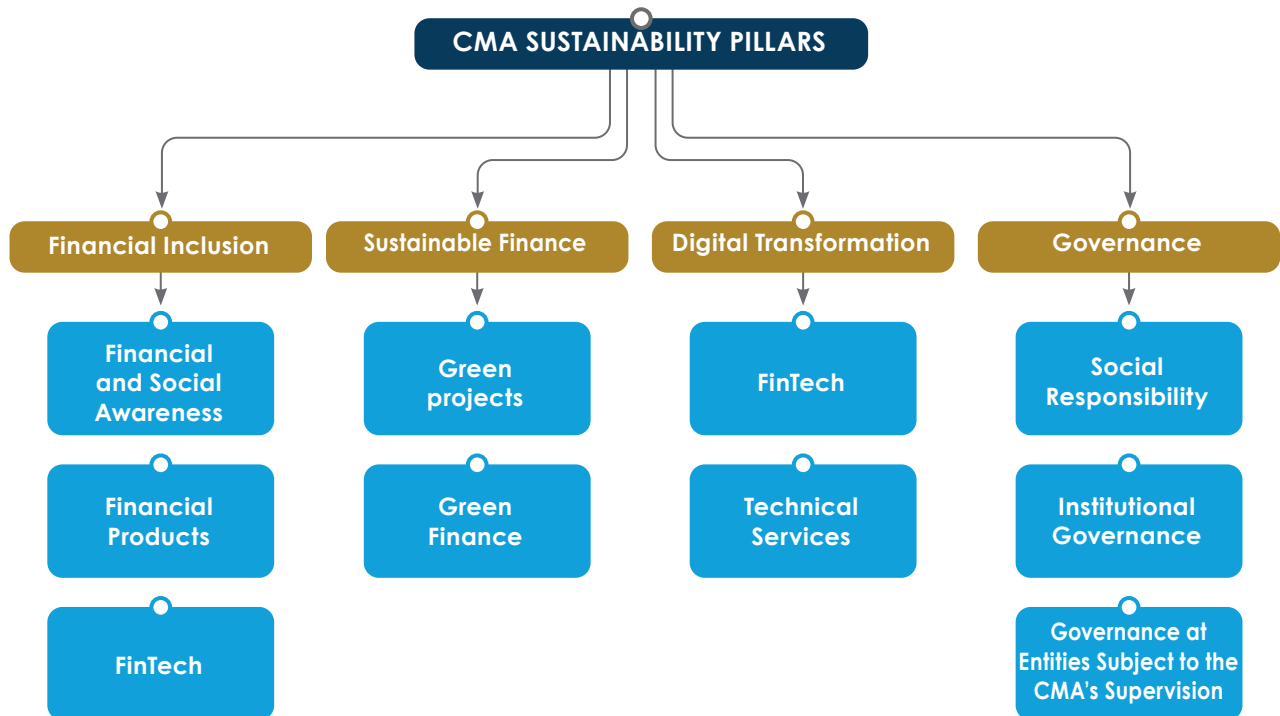 CMA SUSTAINABILITY PILLARS
Financial Inclusion
Financial
and Social
Awareness
Financial
Products
FinTech
Sustainable Finance
Green
projects
Green
Finance
Digital Transformation
FinTech
Technical
Services
Governance
Social
Responsibility
Institutional
Governance
Governance at
Entities Subject to the
CMA's Supervision